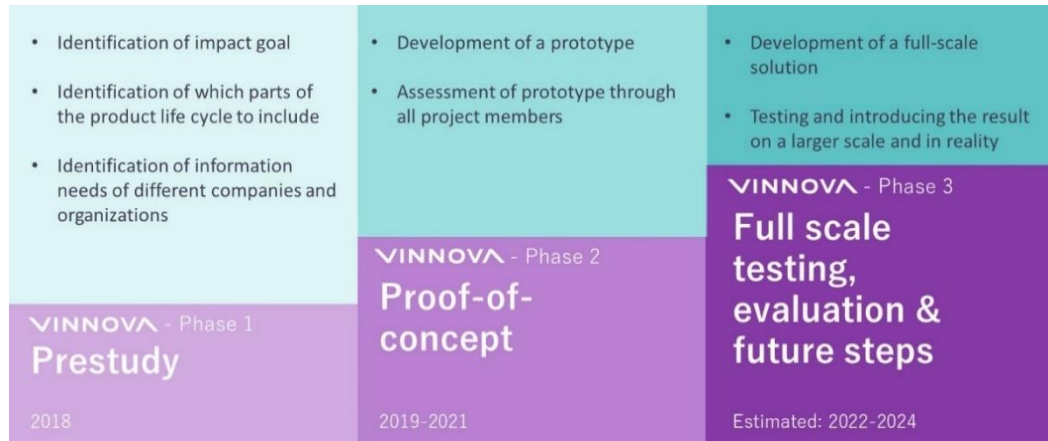 • Identification of impact goal
• Identification of which parts of
the product life cycle to include
• Identification of information
needs of different companies and
organizations
VINNOVA - Phase 1
Prestudy
2018
• Development of a prototype
• Assessment of prototype through
all project members
VINNOVA - Phase 2
Proof-of-
concept
2019-2021
• Development of a full-scale
solution
• Testing and introducing the result
on a larger scale and in reality
VINNOVA - Phase 3
Full scale
testing,
evaluation &
future steps
Estimated: 2022-2024